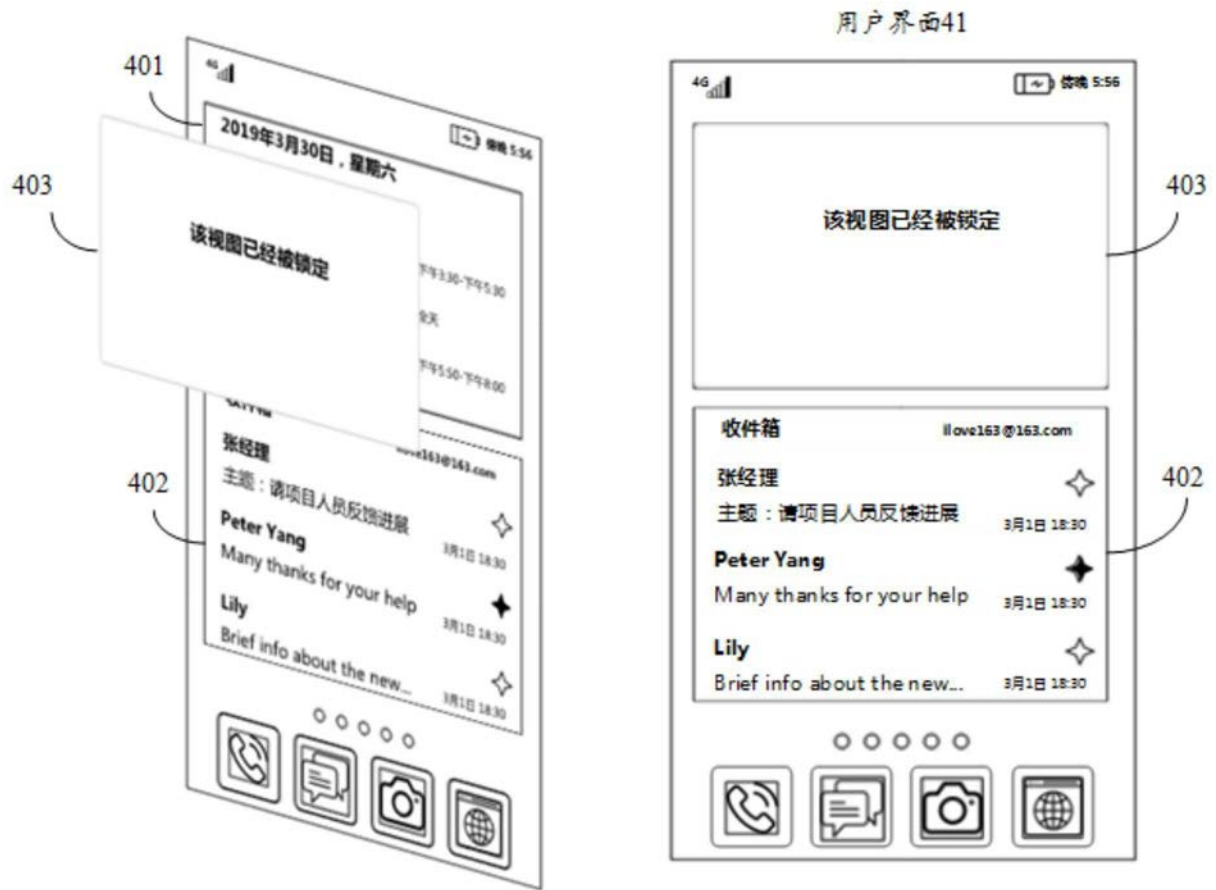 用户界面41
401
4G
傍晚 5:56
2019年3月30日，星期六
403
该视图已经被锁定
下午3:30-下午5:30
全天
下午5:50-下午8:00
收件箱
ilove163@163.com
402
张经理
主题：请项目人员反馈进展
3月1日 18:30
Peter Yang
Many thanks for your help
3月1日 18:30
Lily
Brief info about the new...
3月1日 18:30
4G
傍晚 5:56
该视图已经被锁定
403
收件箱
ilove163@163.com
张经理
402
主题：请项目人员反馈进展
3月1日 18:30
Peter Yang
Many thanks for your help
3月1日 18:30
Lily
Brief info about the new...
3月1日 18:30